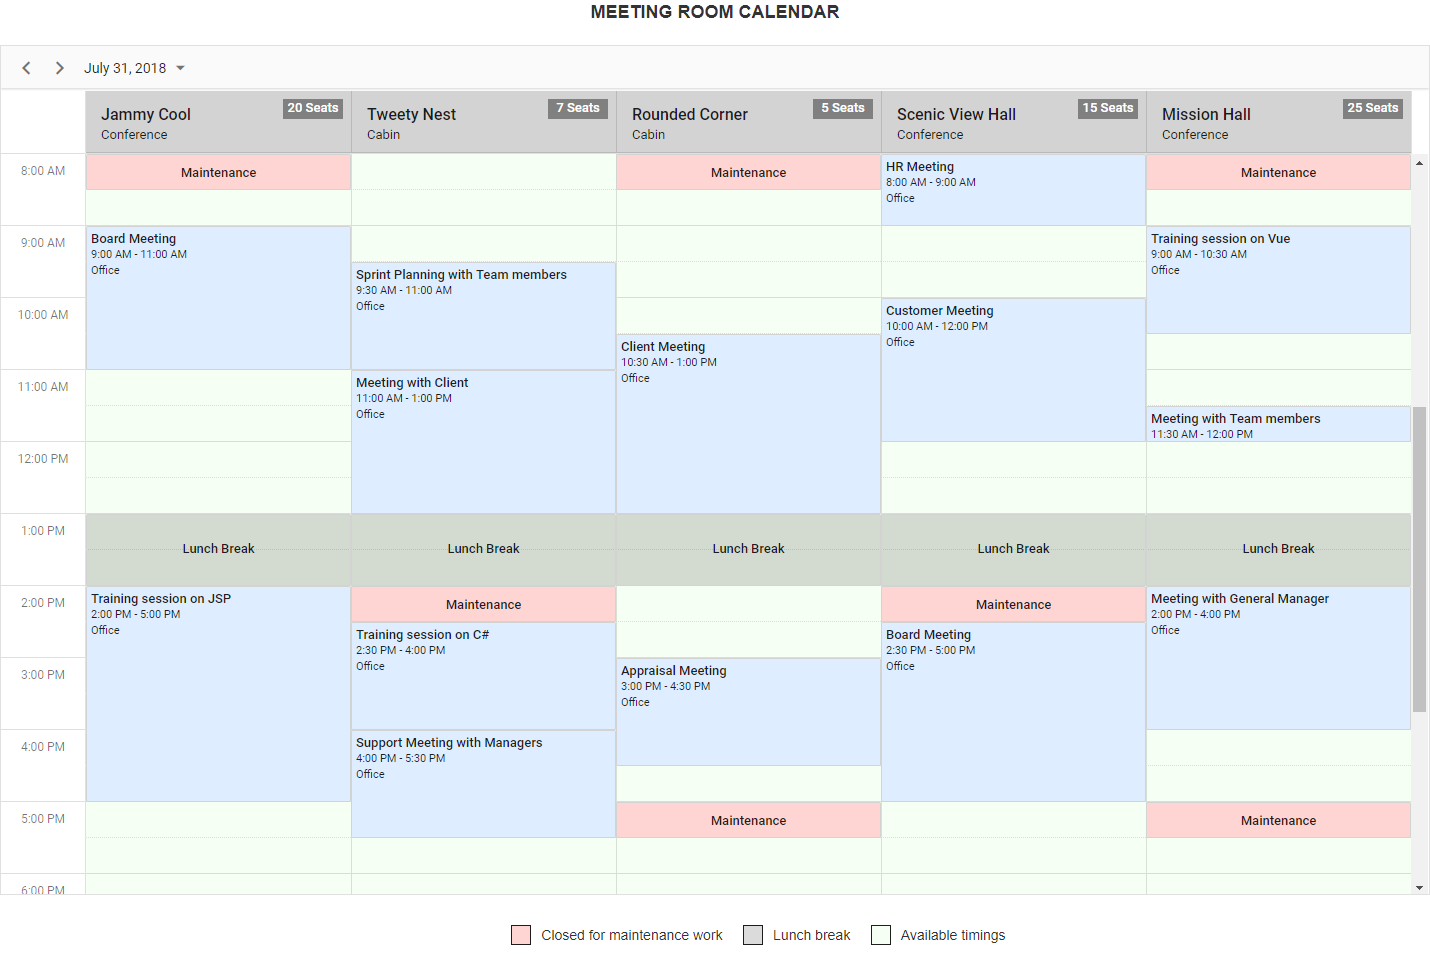 MEETING ROOM CALENDAR
July 31, 2018
Jammy Cool
Conference
20 Seats
Tweety Nest
Cabin
7 Seats
Rounded Corner
Cabin
5 Seats
Scenic View Hall
Conference
15 Seats
Mission Hall
Conference
25 Seats
8:00 AM
9:00 AM
10:00 AM
11:00 AM
12:00 PM
1:00 PM
2:00 PM
3:00 PM
4:00 PM
5:00 PM
6:00 PM
Maintenance
Board Meeting
9:00 AM - 11:00 AM
Office
Lunch Break
Training session on JSP
2:00 PM - 5:00 PM
Office
Sprint Planning with Team members
9:30 AM - 11:00 AM
Office
Meeting with Client
11:00 AM - 1:00 PM
Office
Lunch Break
Maintenance
Training session on C#
2:30 PM - 4:00 PM
Office
Support Meeting with Managers
4:00 PM - 5:30 PM
Office
Maintenance
Client Meeting
10:30 AM - 1:00 PM
Office
Lunch Break
Appraisal Meeting
3:00 PM - 4:30 PM
Office
Maintenance
HR Meeting
8:00 AM - 9:00 AM
Office
Customer Meeting
10:00 AM - 12:00 PM
Office
Lunch Break
Maintenance
Board Meeting
2:30 PM - 5:00 PM
Office
Maintenance
Training session on Vue
9:00 AM - 10:30 AM
Office
Meeting with Team members
11:30 AM - 12:00 PM
Lunch Break
Meeting with General Manager
2:00 PM - 4:00 PM
Office
Maintenance
Closed for maintenance work
Lunch break
Available timings